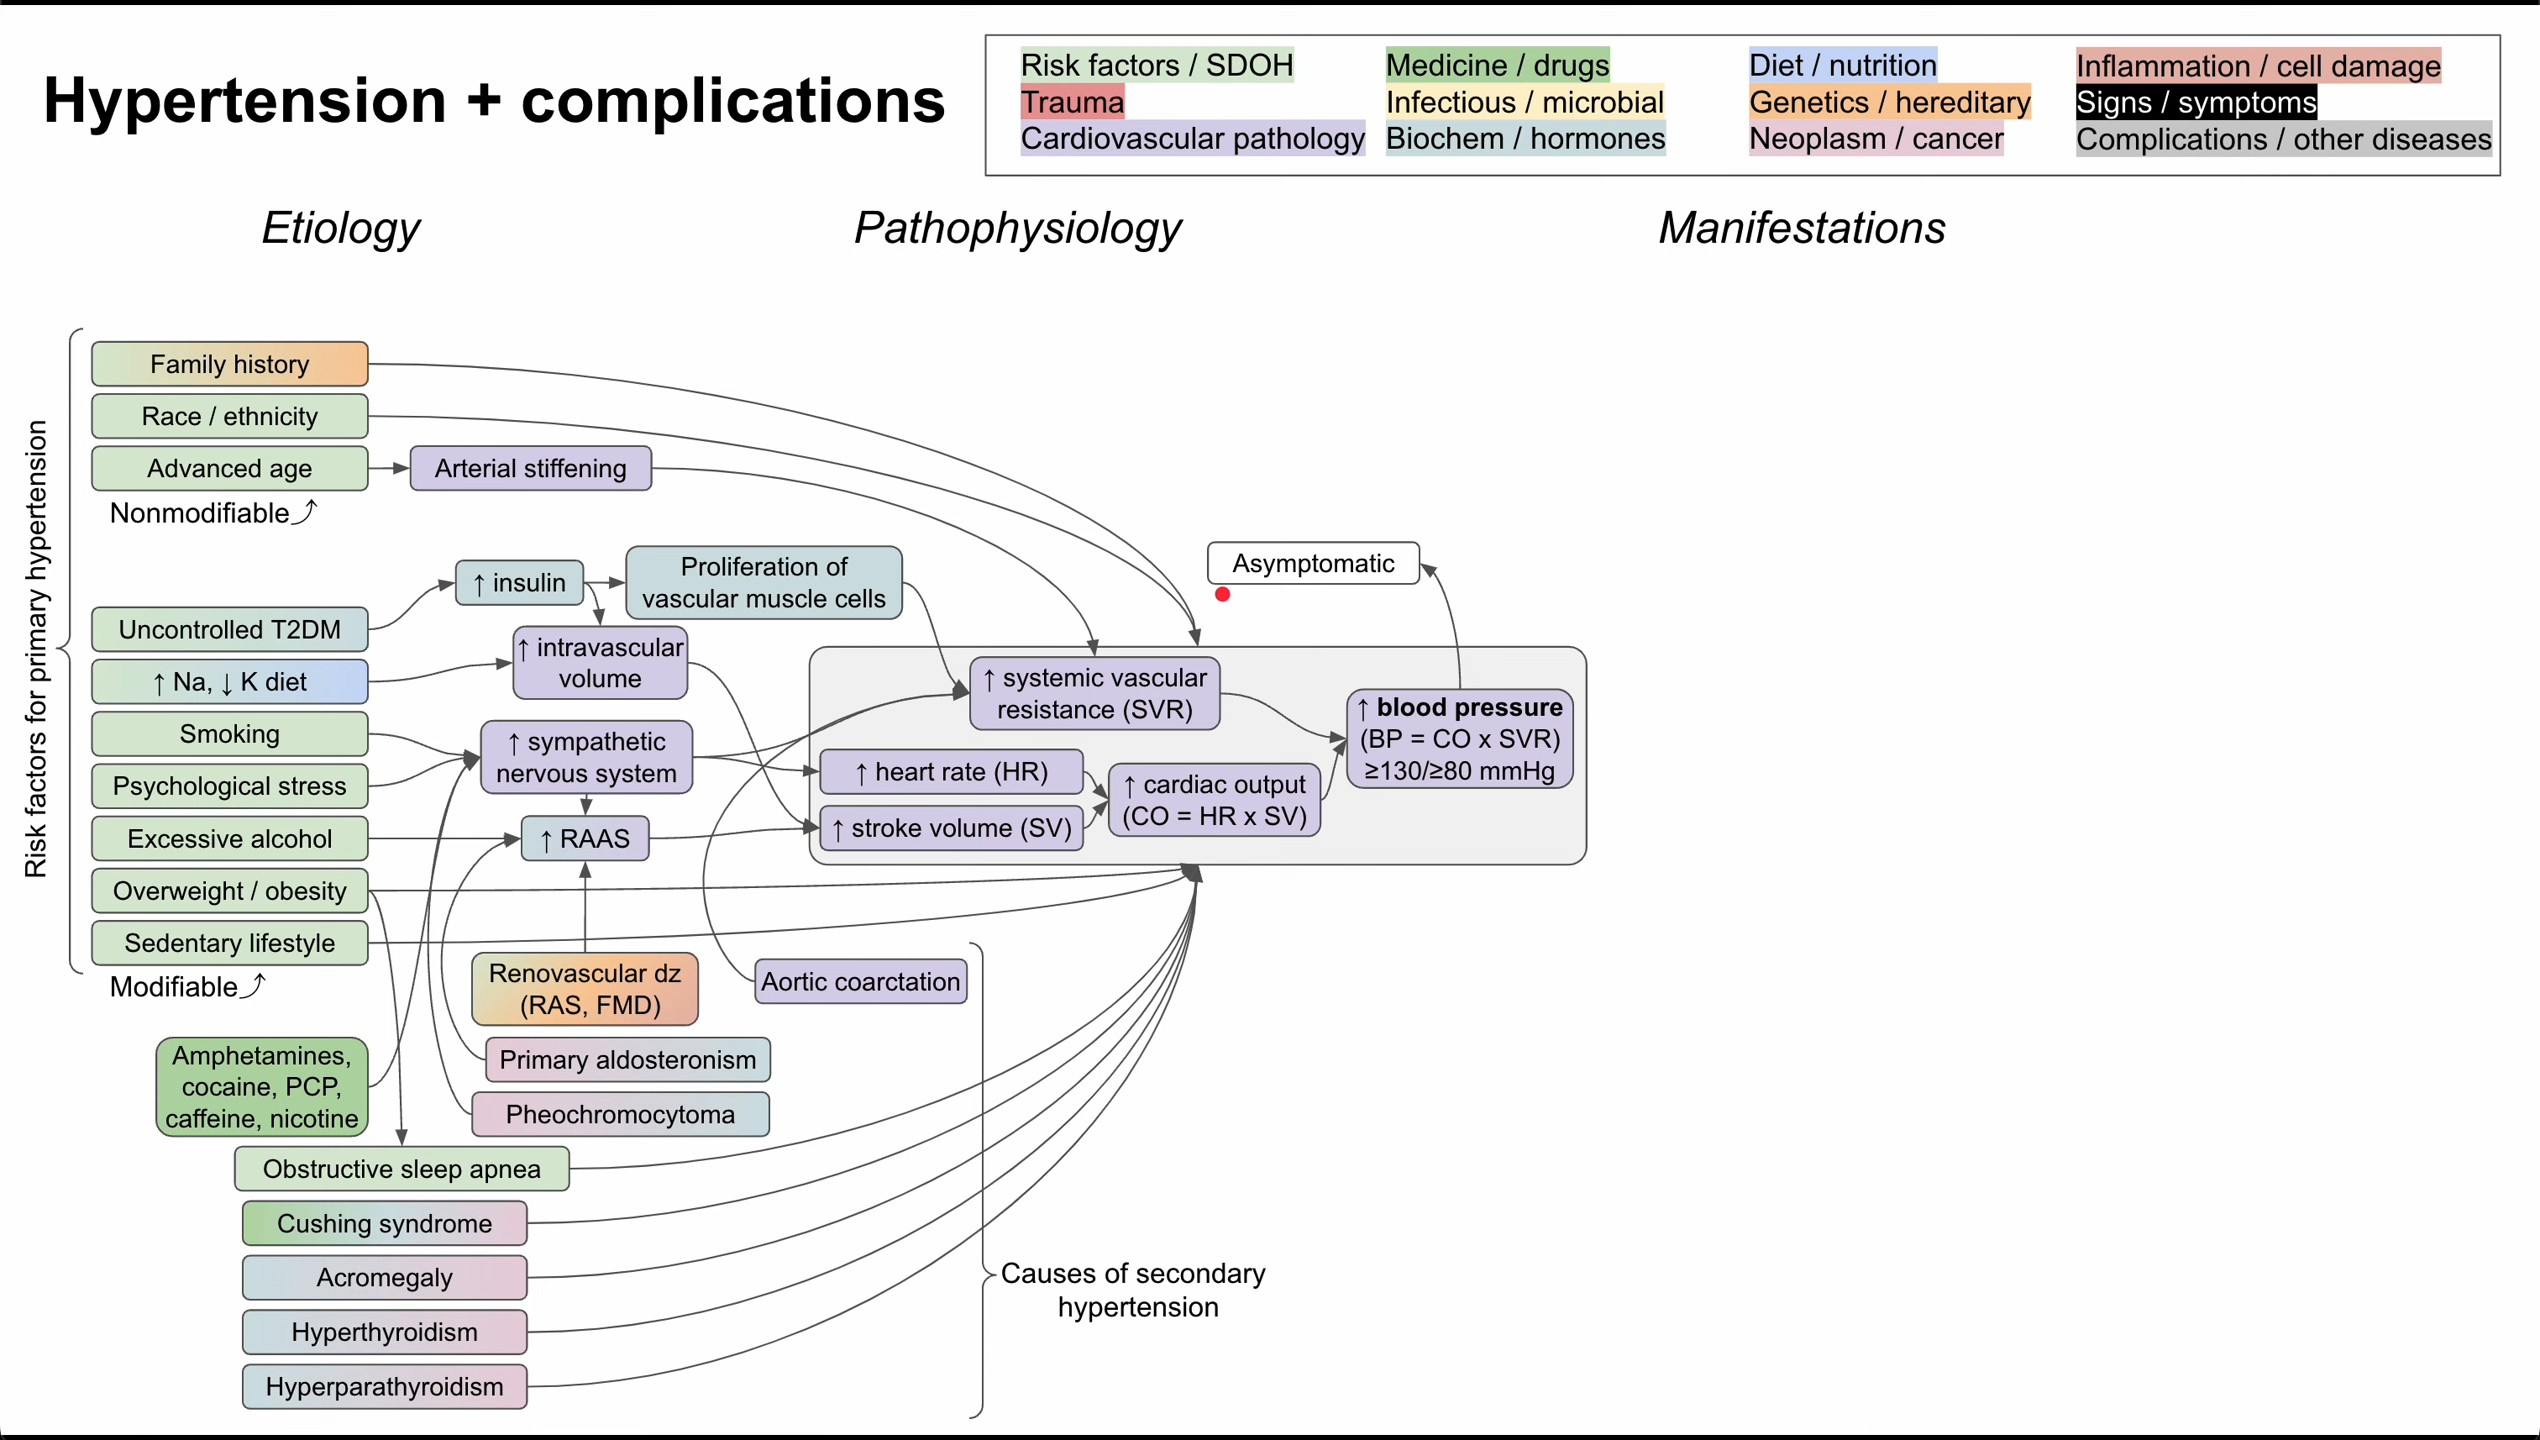 Hypertension + complications
Risk factors / SDOH
Trauma
Cardiovascular pathology
Medicine / drugs
Infectious / microbial
Biochem / hormones
Diet / nutrition
Genetics / hereditary
Neoplasm / cancer
Inflammation / cell damage
Signs / symptoms
Complications / other diseases
Etiology
Pathophysiology
Manifestations
Risk factors for primary hypertension
Family history
Race / ethnicity
Advanced age
Nonmodifiable⤴
Arterial stiffening
Uncontrolled T2DM
↑ Na, ↓ K diet
Smoking
Psychological stress
Excessive alcohol
Overweight / obesity
Sedentary lifestyle
Modifiable⤴
↑ insulin
Proliferation of
vascular muscle cells
↑ intravascular
volume
↑ sympathetic
nervous system
↑ RAAS
Asymptomatic
↑ systemic vascular
resistance (SVR)
↑ heart rate (HR)
↑ stroke volume (SV)
↑ cardiac output
(CO = HR x SV)
↑ blood pressure
(BP = CO x SVR)
≥130/≥80 mmHg
Renovascular dz
(RAS, FMD)
Aortic coarctation
Primary aldosteronism
Pheochromocytoma
Amphetamines,
cocaine, PCP,
caffeine, nicotine
Obstructive sleep apnea
Cushing syndrome
Acromegaly
Hyperthyroidism
Hyperparathyroidism
Causes of secondary
hypertension